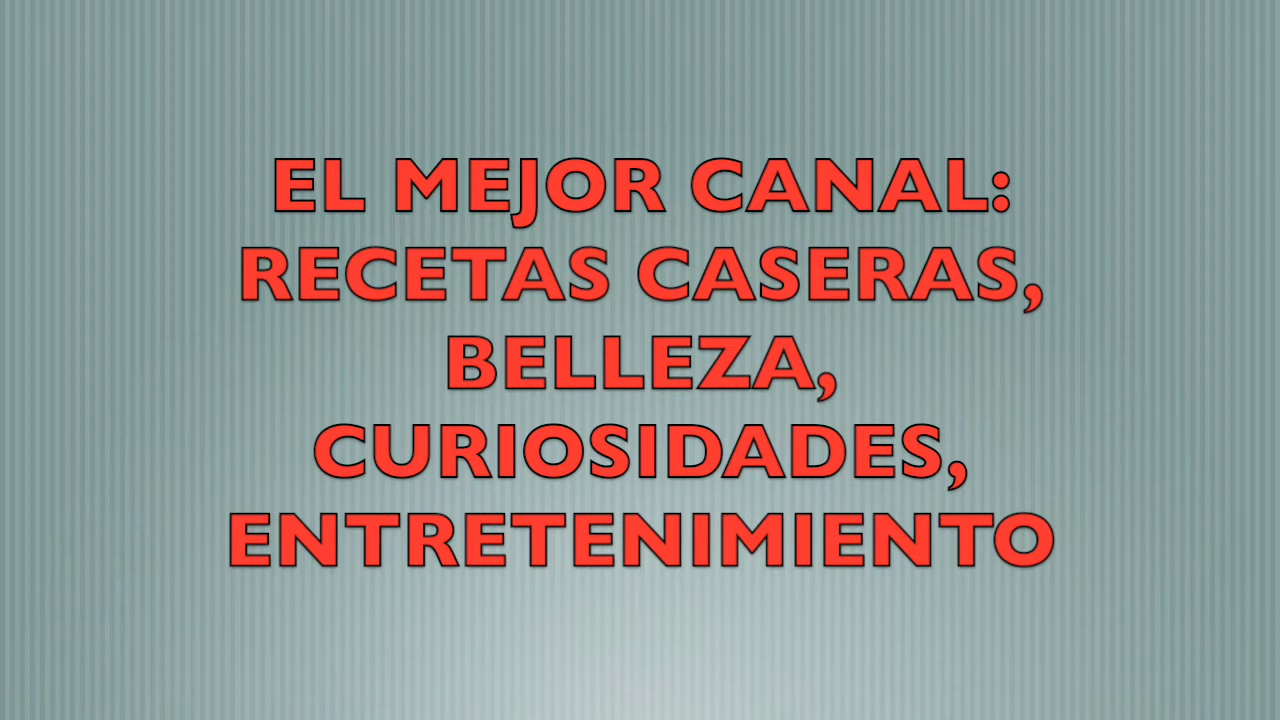 EL MEJOR CANAL:
RECETAS CASERAS,
BELLEZA,
CURIOSIDADES,
ENTRETENIMIENTO